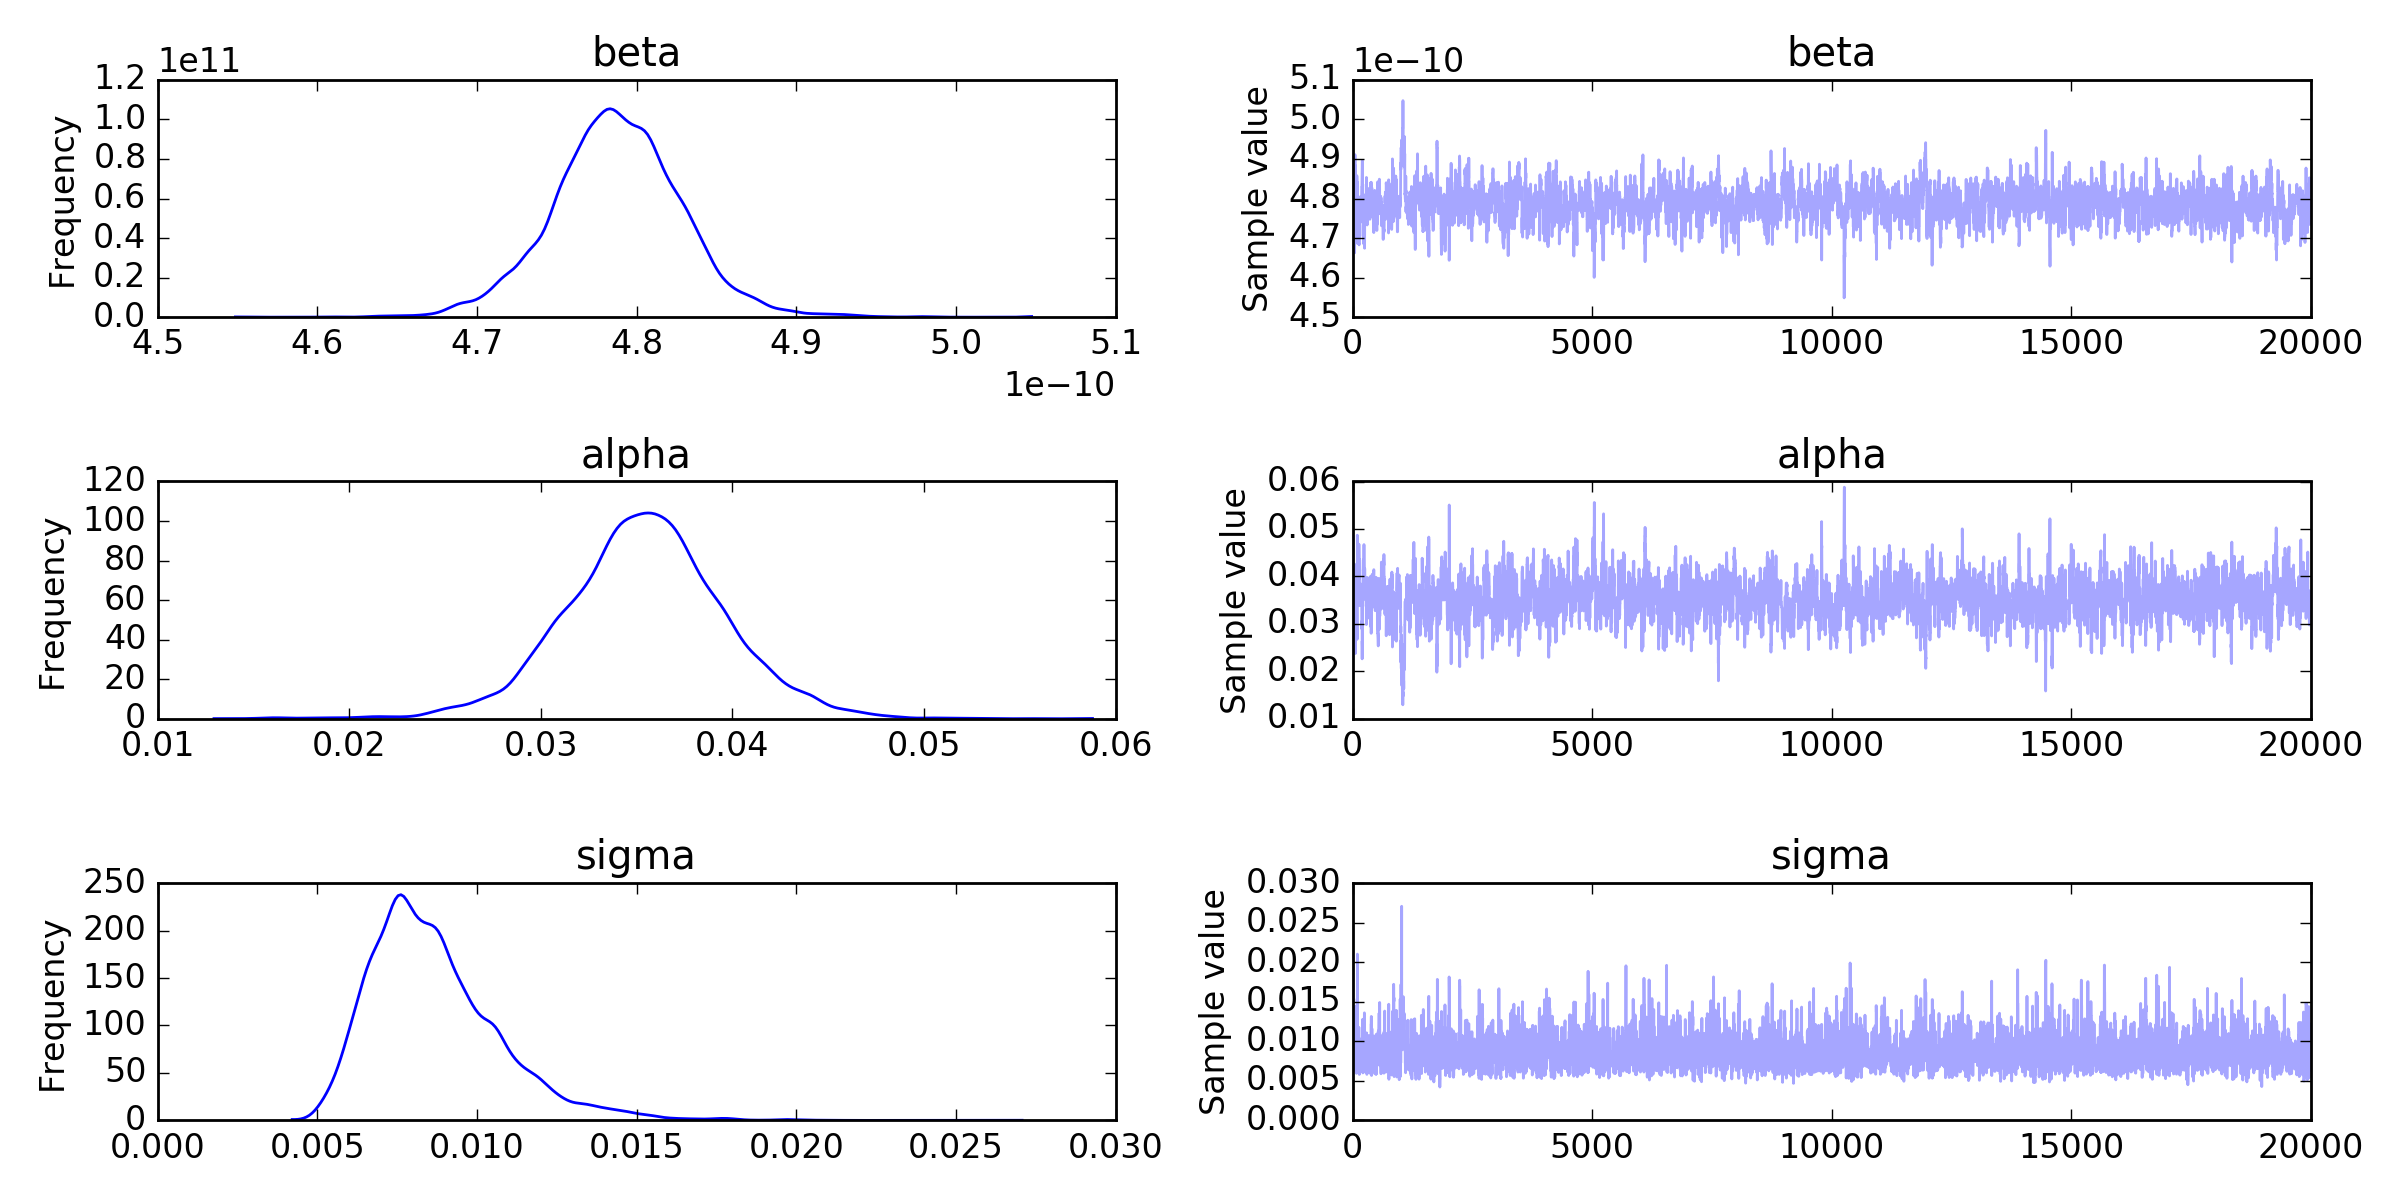 beta
1e11
1.2
1.0
0.8
0.6
0.4
0.2
0.0
Frequency
4.5 4.6 4.7 4.8 4.9 5.0 5.1
1e−10
beta
1e−10
5.1
5.0
4.9
4.8
4.7
4.6
4.5
Sample value
0 5000 10000 15000 20000
alpha
120
100
80
60
40
20
0
Frequency
0.01 0.02 0.03 0.04 0.05 0.06
alpha
0.06
0.05
0.04
0.03
0.02
0.01
Sample value
0 5000 10000 15000 20000
sigma
250
200
150
100
50
0
Frequency
0.000 0.005 0.010 0.015 0.020 0.025 0.030
sigma
0.030
0.025
0.020
0.015
0.010
0.005
0.000
Sample value
0 5000 10000 15000 20000